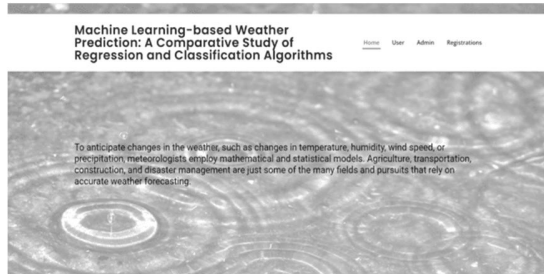 Machine Learning-based Weather
Prediction: A Comparative Study of
Regression and Classification Algorithms
Home User Admin Registrations
To anticipate changes in the weather, such as changes in temperature, humidity, wind speed, or
precipitation, meteorologists employ mathematical and statistical models. Agriculture, transportation,
construction, and disaster management are just some of the many fields and pursuits that rely on
accurate weather forecasting.